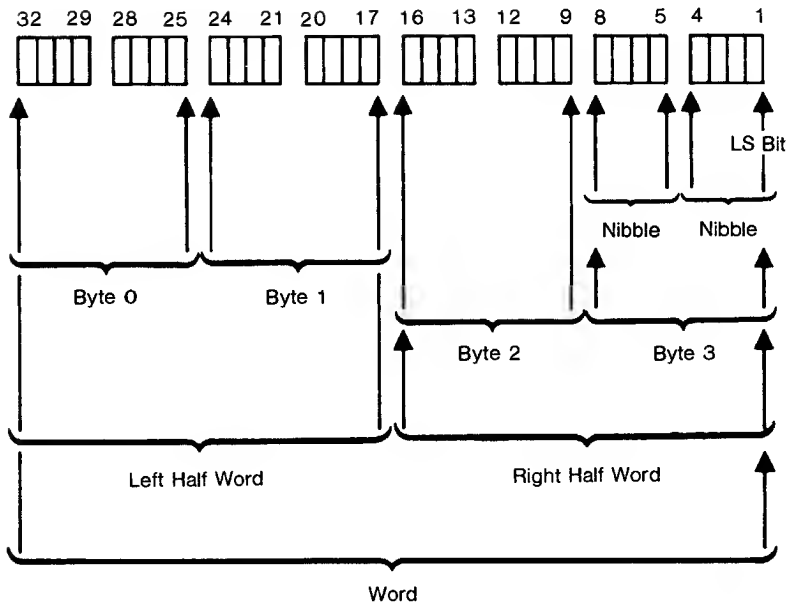 32 29 28 25 24 21 20 17 16 13 12 9 8 5 4 1
LS Bit
Nibble Nibble
Byte 0 Byte 1
Byte 2 Byte 3
Left Half Word Right Half Word
Word